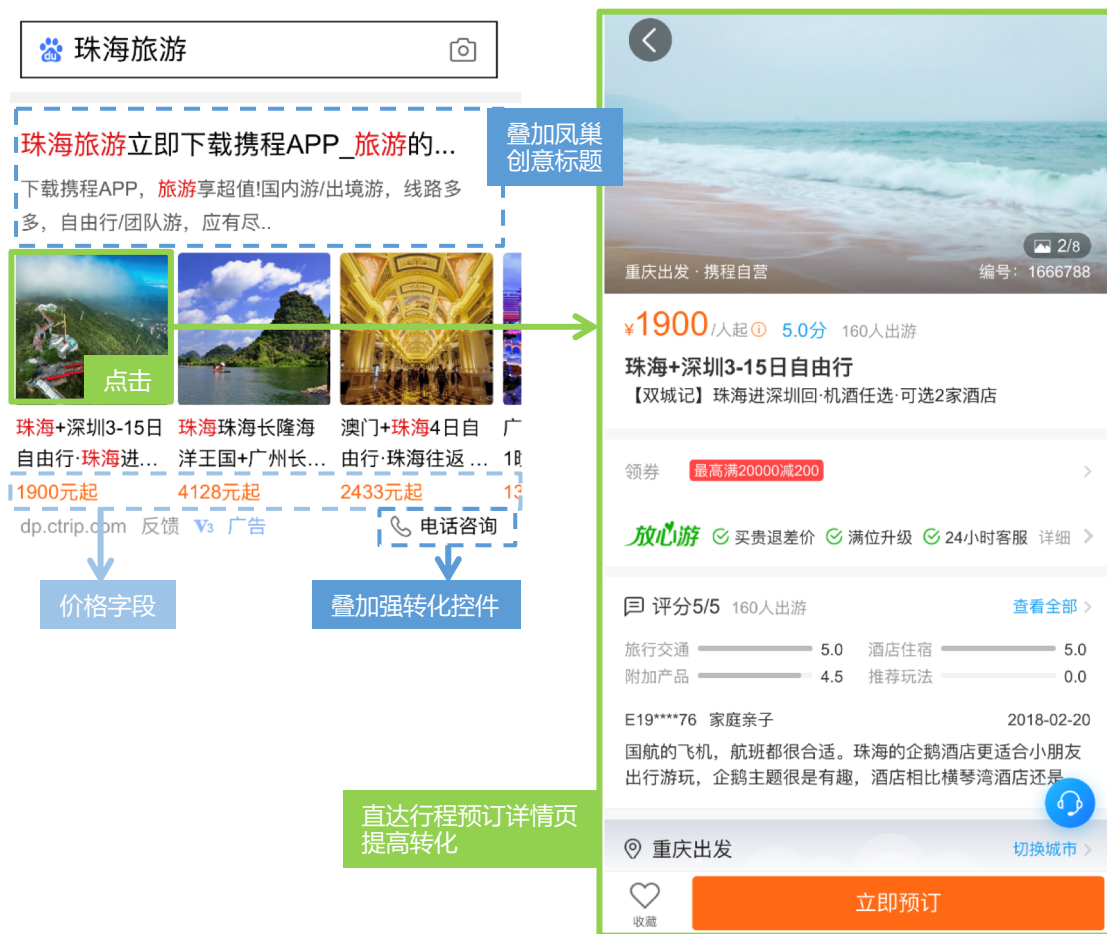 珠海旅游
珠海旅游立即下载携程APP_旅游的...
下载携程APP，旅游享超值!国内游/出境游，线路多
多，自由行/团队游，应有尽..
叠加凤巢
创意标题
点击
珠海+深圳3-15日
自由行·珠海进...
珠海珠海长隆海
洋王国+广州长...
澳门+珠海4日自
由行·珠海往返 ...
广
1900元起
4128元起
2433元起
13
dp.ctrip.com 反馈 V3 广告
电话咨询
价格字段
叠加强转化控件
直达行程预订详情页
提高转化
2/8
重庆出发 · 携程自营
编号：1666788
¥1900/人起 5.0分 160人出游
珠海+深圳3-15日自由行
【双城记】珠海进深圳回·机酒任选·可选2家酒店
领券 最高满20000减200
放心游 买贵退差价 满位升级 24小时客服 详细
评分5/5 160人出游 查看全部
旅行交通 5.0 酒店住宿 5.0
附加产品 4.5 推荐玩法 0.0
E19****76 家庭亲子 2018-02-20
国航的飞机，航班都很合适。珠海的企鹅酒店更适合小朋友
出行游玩，企鹅主题很是有趣，酒店相比横琴湾酒店还是
重庆出发 切换城市
收藏
立即预订